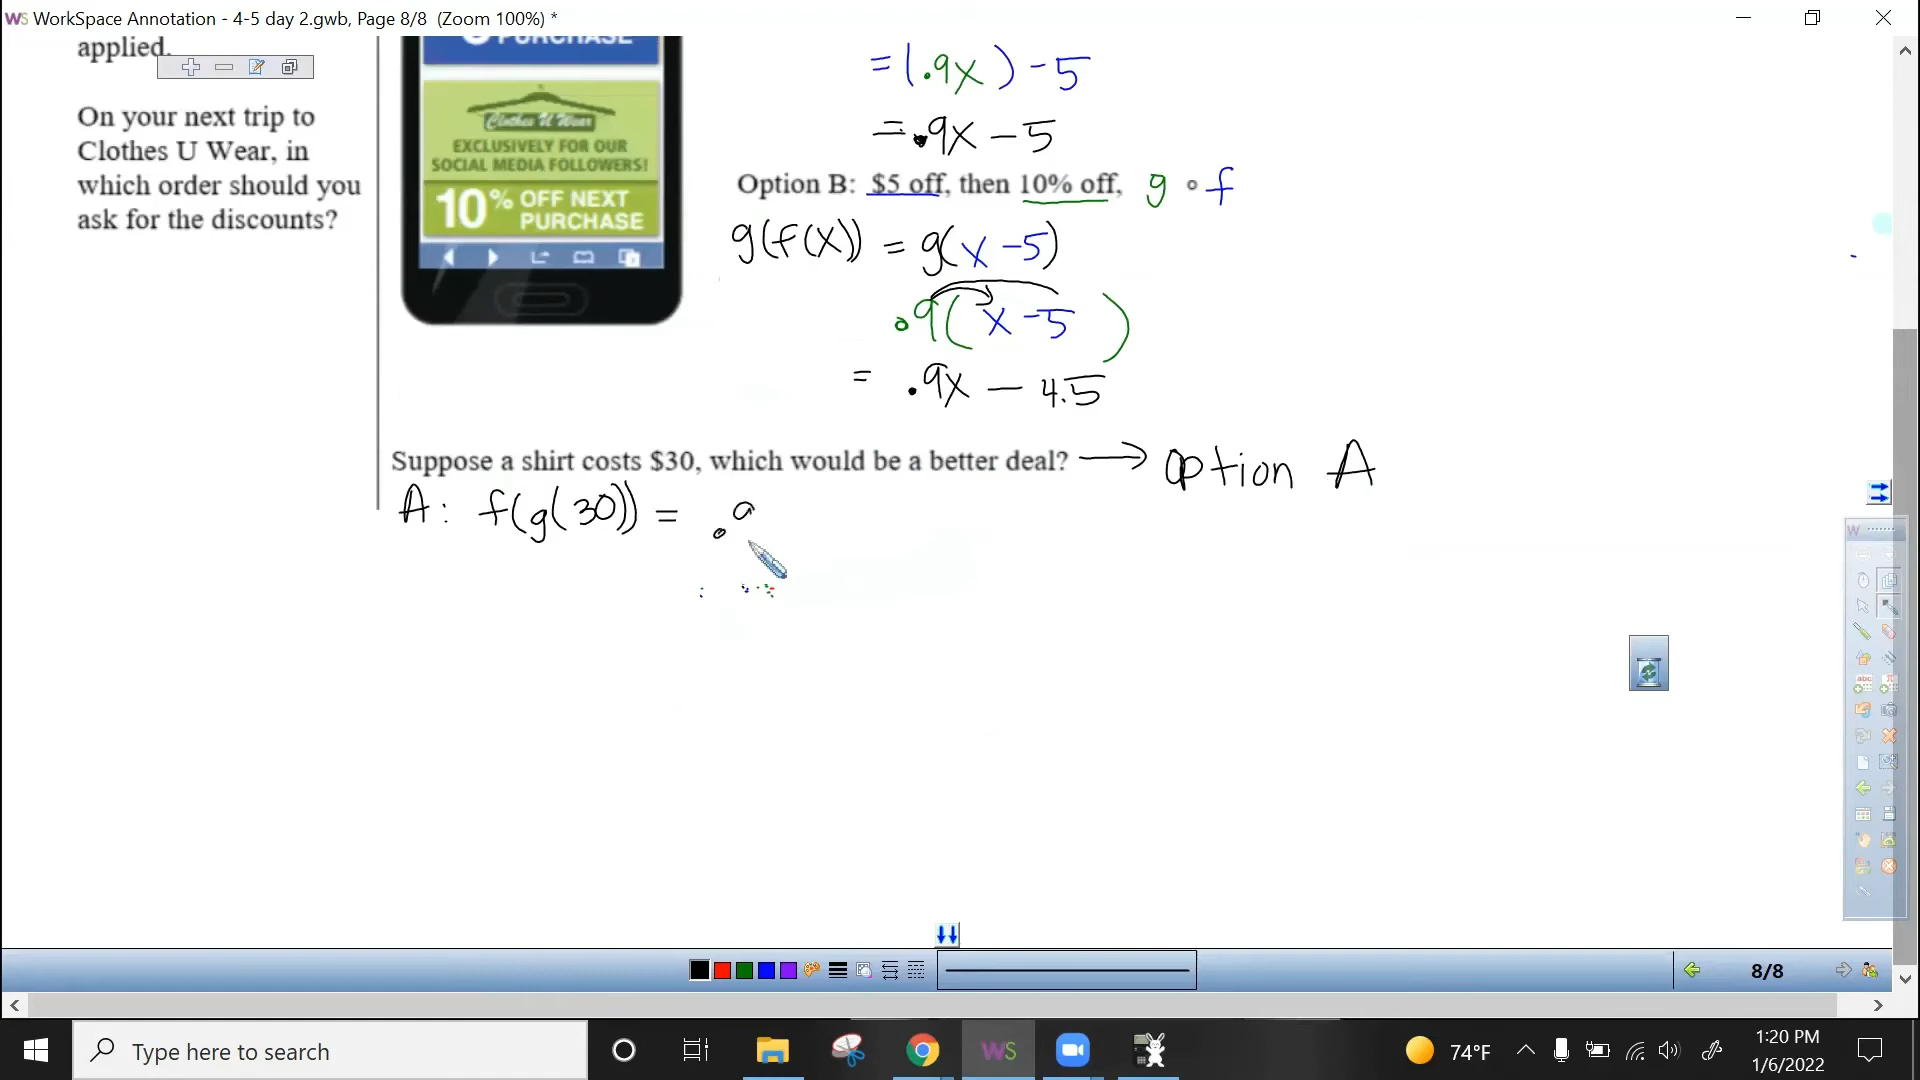 WS WorkSpace Annotation - 4-5 day 2.gwb, Page 8/8 (Zoom 100%) *
applied.
On your next trip to
Clothes U Wear, in
which order should you
ask for the discounts?
PURCHASE
Clothes U Wear
EXCLUSIVELY FOR OUR
SOCIAL MEDIA FOLLOWERS!
10% OFF NEXT
PURCHASE
= (.9x) - 5
= .9x - 5
Option B: $5 off, then 10% off, g ∘ f
g(f(x)) = g(x - 5)
.9(x - 5)
= .9x - 4.5
Suppose a shirt costs $30, which would be a better deal? → option A
A: f(g(30)) = .
W
8/8
Type here to search
WS
74°F
1:20 PM
1/6/2022